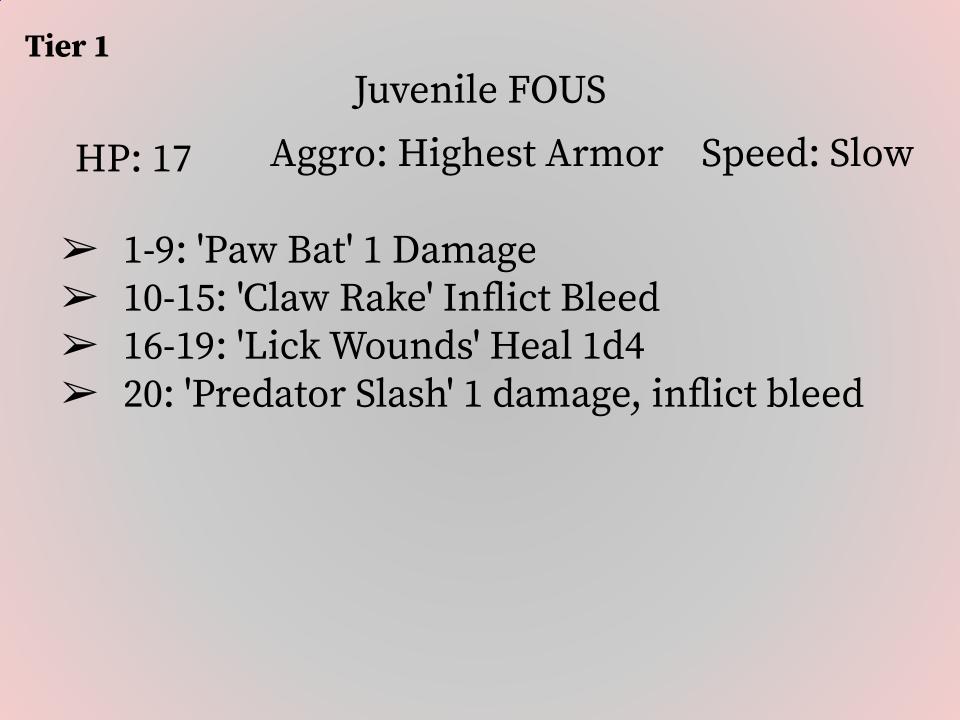 Tier 1
Juvenile FOUS
HP: 17 Aggro: Highest Armor Speed: Slow
➢ 1-9: 'Paw Bat' 1 Damage
➢ 10-15: 'Claw Rake' Inflict Bleed
➢ 16-19: 'Lick Wounds' Heal 1d4
➢ 20: 'Predator Slash' 1 damage, inflict bleed